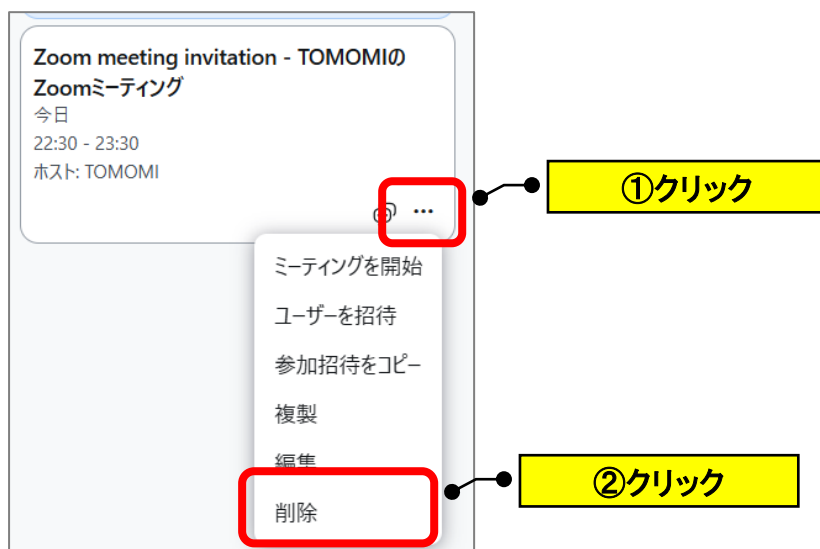 Zoom meeting invitation - TOMOMIの
Zoomミーティング
今日
22:30 - 23:30
ホスト: TOMOMI
①クリック
ミーティングを開始
ユーザーを招待
参加招待をコピー
複製
編集
②クリック
削除